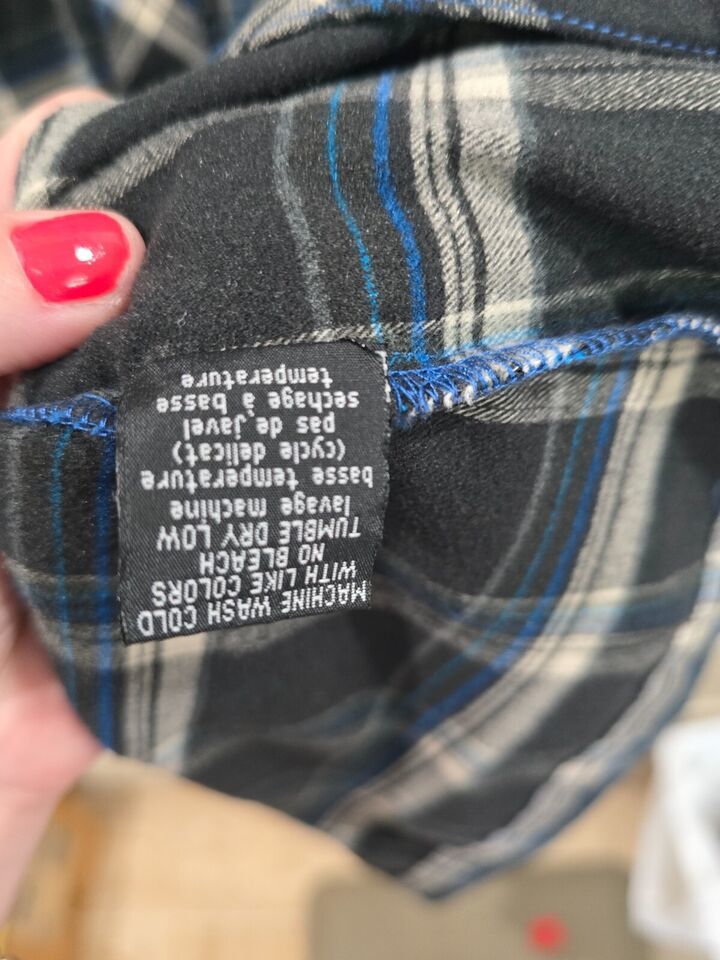 MACHINE WASH COLD
WITH LIKE COLORS
NO BLEACH
TUMBLE DRY LOW
lavage machine
basse temperature
(cycle delicat)
pas de javel
sechage à basse
temperature